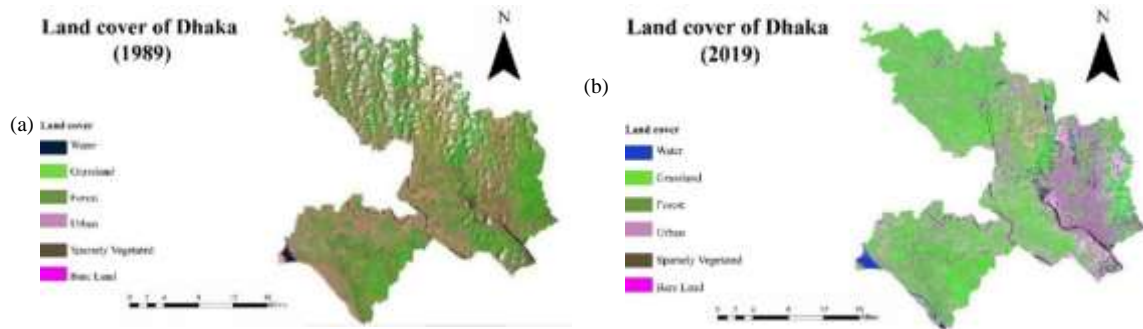 (a)
Land cover of Dhaka
(1989)
N
Land cover
Water
Grassland
Forest
Urban
Sparsely Vegetated
Bare Land
(b)
Land cover of Dhaka
(2019)
N
Land cover
Water
Grassland
Forest
Urban
Sparsely Vegetated
Bare Land